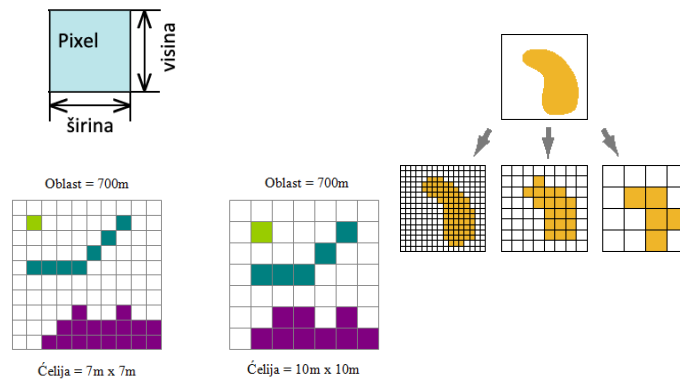 Pixel
visina
širina
Oblast = 700m
Oblast = 700m
Ćelija = 7m x 7m
Ćelija = 10m x 10m